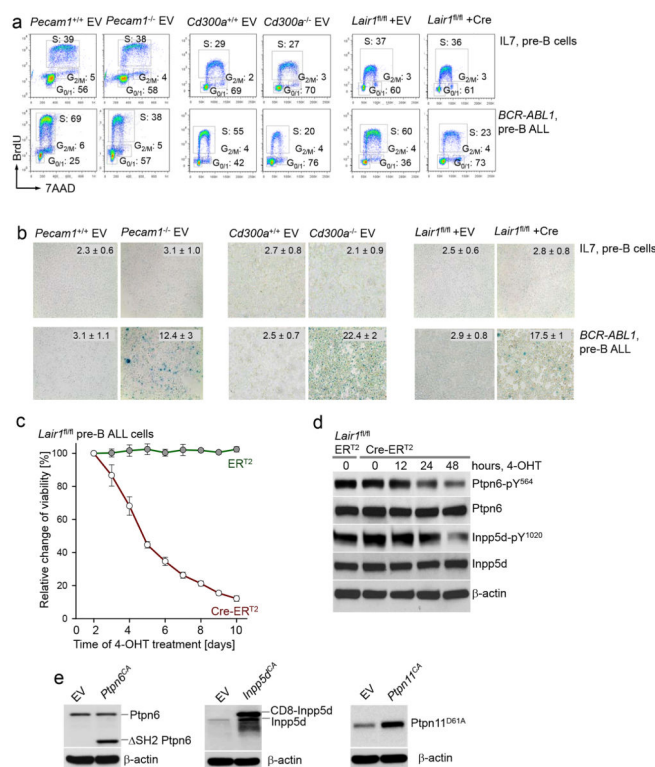 a
Pecam1+/+ EV Pecam1-/- EV Cd300a+/+ EV Cd300a-/- EV Lair1fl/fl +EV Lair1fl/fl +Cre
S: 39 S: 38 S: 29 S: 27 S: 37 S: 36 IL7, pre-B cells
G2/M: 5 G2/M: 4 G2/M: 2 G2/M: 3 G2/M: 3 G2/M: 3
G0/1: 56 G0/1: 58 G0/1: 69 G0/1: 70 G0/1: 60 G0/1: 61
S: 69 S: 38 S: 55 S: 20 S: 60 S: 23 BCR-ABL1, pre-B ALL
G2/M: 6 G2/M: 5 G2/M: 4 G2/M: 4 G2/M: 4 G2/M: 4
G0/1: 25 G0/1: 57 G0/1: 42 G0/1: 76 G0/1: 36 G0/1: 73
BrdU
7AAD
b
Pecam1+/+ EV Pecam1-/- EV Cd300a+/+ EV Cd300a-/- EV Lair1fl/fl +EV Lair1fl/fl +Cre
2.3 ± 0.6 3.1 ± 1.0 2.7 ± 0.8 2.1 ± 0.9 2.5 ± 0.6 2.8 ± 0.8 IL7, pre-B cells
3.1 ± 1.1 12.4 ± 3 2.5 ± 0.7 22.4 ± 2 2.9 ± 0.8 17.5 ± 1 BCR-ABL1, pre-B ALL
c
Lair1fl/fl pre-B ALL cells
Relative change of viability [%]
100
80
60
40
20
0
ERT2
Cre-ERT2
0 2 4 6 8 10
Time of 4-OHT treatment [days]
d
Lair1fl/fl
ERT2 Cre-ERT2
0 0 12 24 48 hours, 4-OHT
Ptpn6-pY564
Ptpn6
Inpp5d-pY1020
Inpp5d
β-actin
e
EV Ptpn6CA EV Inpp5dCA EV Ptpn11CA
Ptpn6 CD8-Inpp5d
Inpp5d Ptpn11D61A
ΔSH2 Ptpn6
β-actin β-actin β-actin